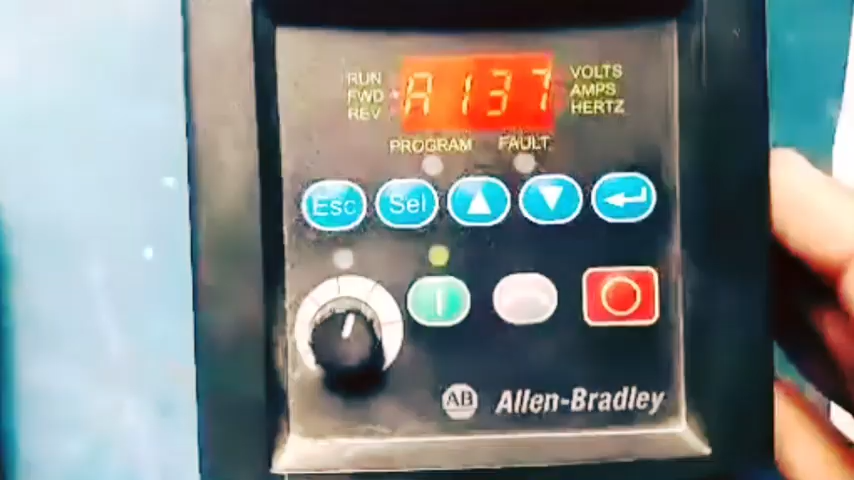 RUN
FWD
REV
A137
VOLTS
AMPS
HERTZ
PROGRAM FAULT
Esc Sel
AB Allen-Bradley